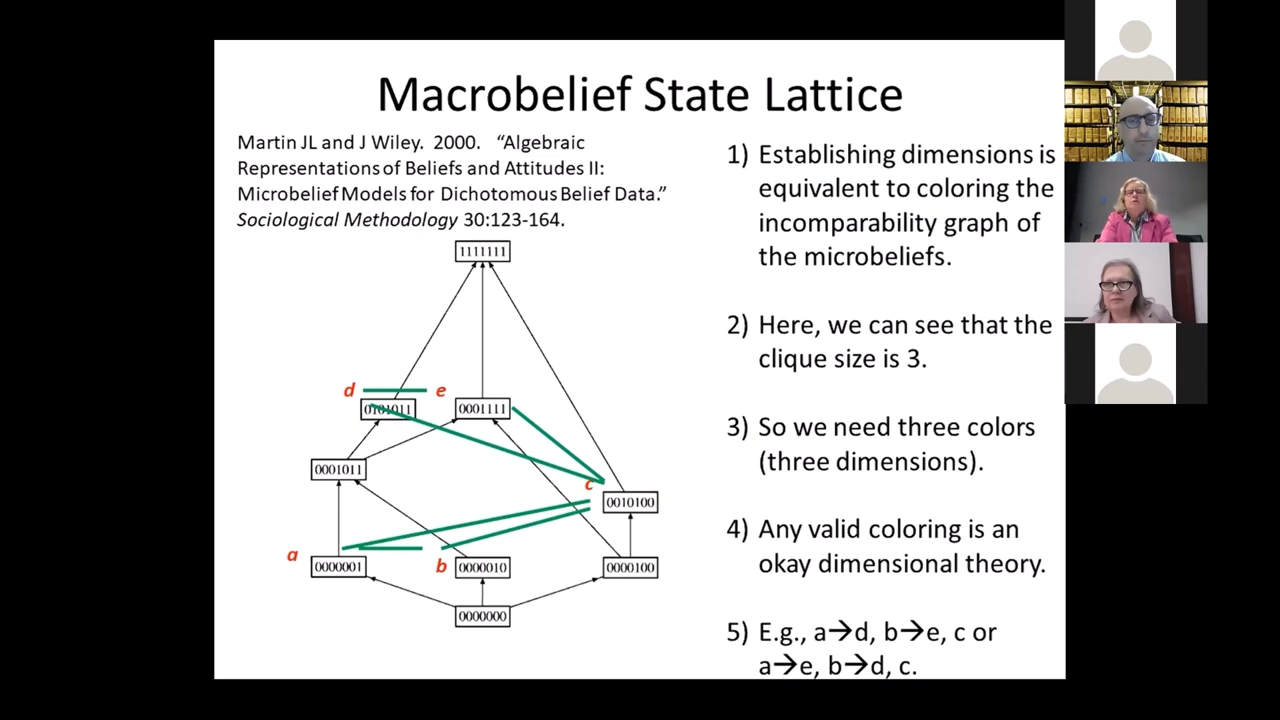 Macrobelief State Lattice
Martin JL and J Wiley. 2000. “Algebraic
Representations of Beliefs and Attitudes II:
Microbelief Models for Dichotomous Belief Data.”
Sociological Methodology 30:123-164.
1) Establishing dimensions is
equivalent to coloring the
incomparability graph of
the microbeliefs.
2) Here, we can see that the
clique size is 3.
3) So we need three colors
(three dimensions).
4) Any valid coloring is an
okay dimensional theory.
5) E.g., a→d, b→e, c or
a→e, b→d, c.
1111111
d e
0101011 0001111
0001011
c
0010100
a
0000001 b 0000010 0000100
0000000